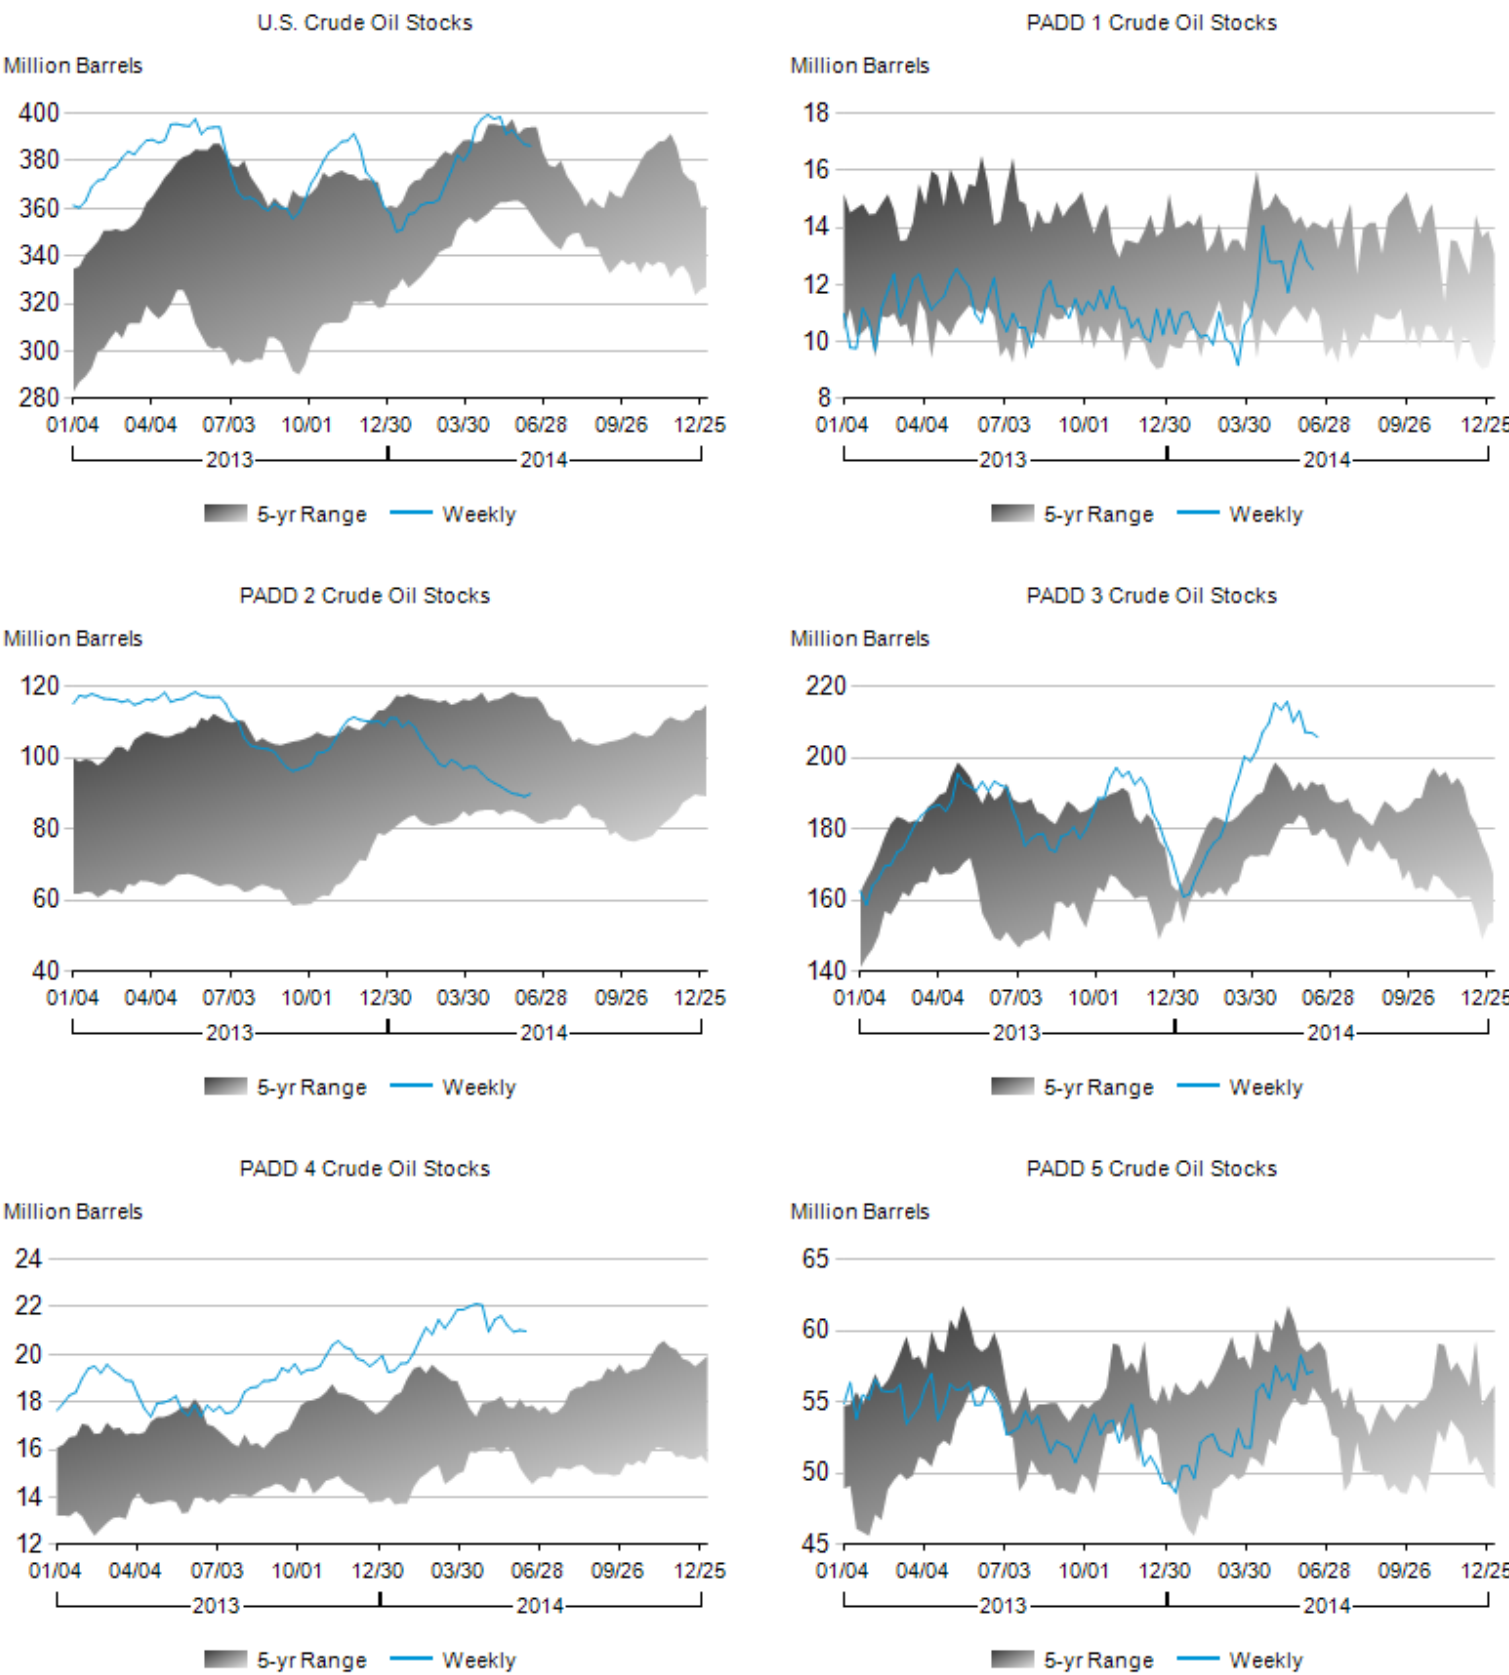 U.S. Crude Oil Stocks
Million Barrels
400
380
360
340
320
300
280
01/04 04/04 07/03 10/01 12/30 03/30 06/28 09/26 12/25
2013 2014
5-yr Range Weekly
PADD 1 Crude Oil Stocks
Million Barrels
18
16
14
12
10
8
01/04 04/04 07/03 10/01 12/30 03/30 06/28 09/26 12/25
2013 2014
5-yr Range Weekly
PADD 2 Crude Oil Stocks
Million Barrels
120
100
80
60
40
01/04 04/04 07/03 10/01 12/30 03/30 06/28 09/26 12/25
2013 2014
5-yr Range Weekly
PADD 3 Crude Oil Stocks
Million Barrels
220
200
180
160
140
01/04 04/04 07/03 10/01 12/30 03/30 06/28 09/26 12/25
2013 2014
5-yr Range Weekly
PADD 4 Crude Oil Stocks
Million Barrels
24
22
20
18
16
14
12
01/04 04/04 07/03 10/01 12/30 03/30 06/28 09/26 12/25
2013 2014
5-yr Range Weekly
PADD 5 Crude Oil Stocks
Million Barrels
65
60
55
50
45
01/04 04/04 07/03 10/01 12/30 03/30 06/28 09/26 12/25
2013 2014
5-yr Range Weekly